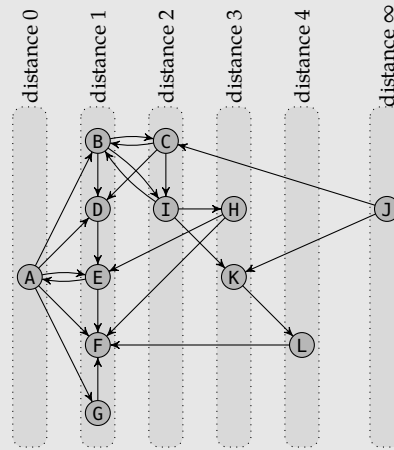 distance 0
distance 1
distance 2
distance 3
distance 4
distance ∞
B C
D I H J
A E K
F L
G